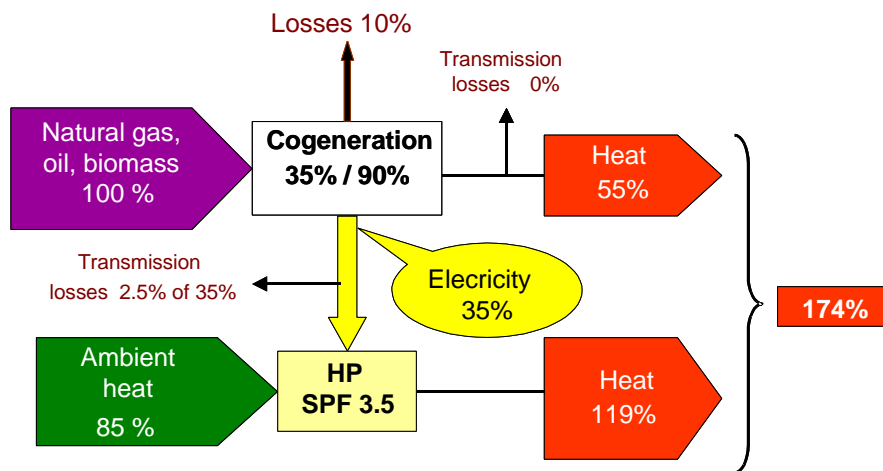 Losses 10%
Transmission
losses 0%
Natural gas,
oil, biomass
100 %
Cogeneration
35% / 90%
Heat
55%
Transmission
losses 2.5% of 35%
Elecricity
35%
174%
Ambient
heat
85 %
HP
SPF 3.5
Heat
119%